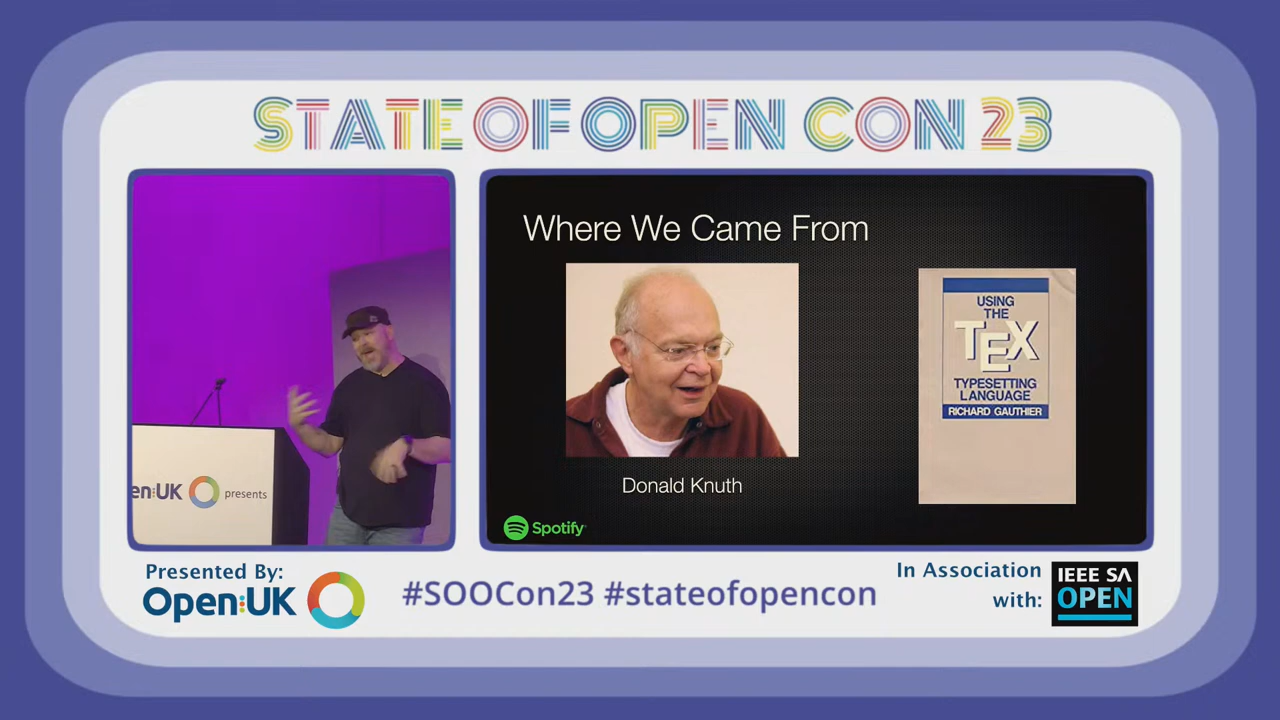 STATE OF OPEN CON 23
en:UK presents
Where We Came From
USING
THE
TEX
TYPESETTING
LANGUAGE
RICHARD GAUTHIER
Donald Knuth
Spotify
Presented By:
Open:UK
#SOOCon23 #stateofopencon
In Association
with:
IEEE SA
OPEN